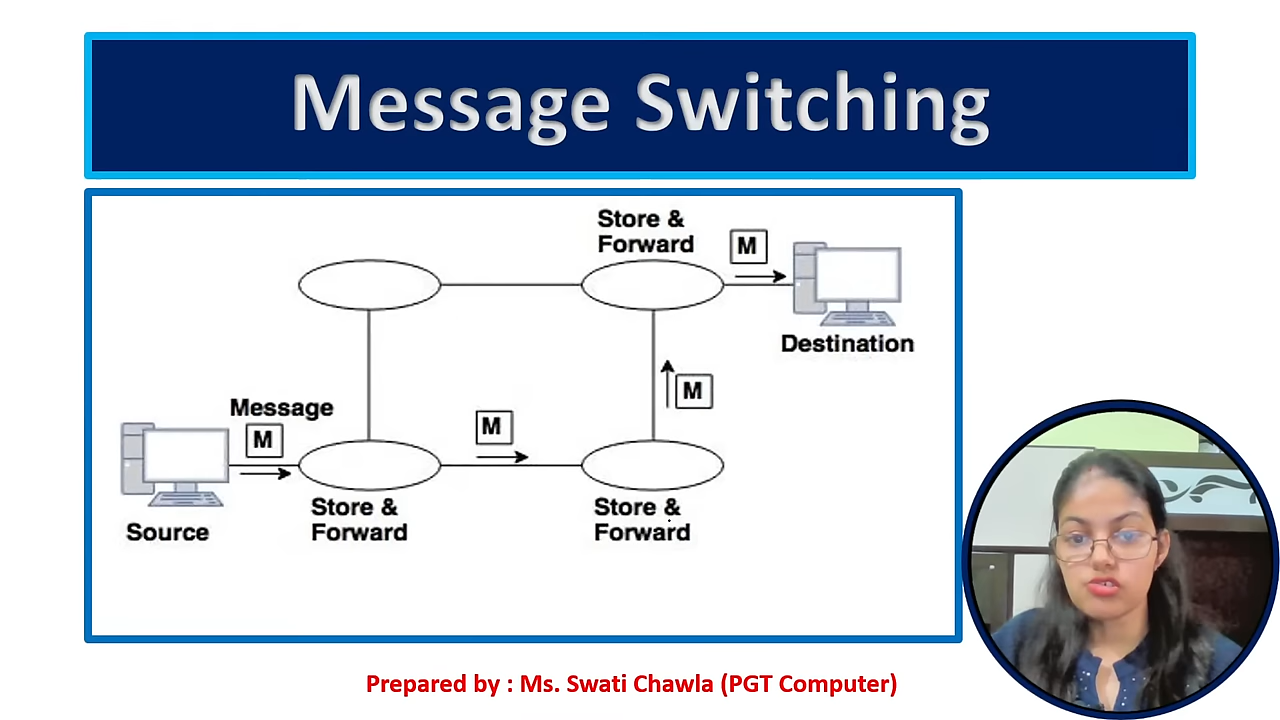 Message Switching
Store &
Forward
M
Destination
M
Message
M
M
Store &
Forward
Store &
Forward
Source
Prepared by : Ms. Swati Chawla (PGT Computer)